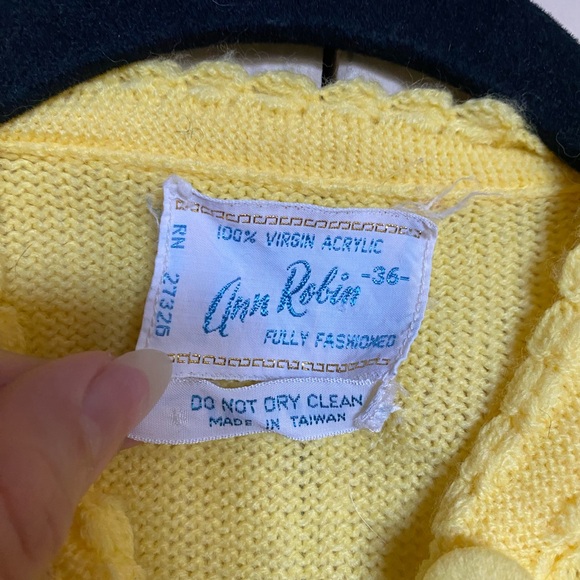 100% VIRGIN ACRYLIC
-36-
Ann Robin
FULLY FASHIONED
RN 27326
DO NOT DRY CLEAN
MADE IN TAIWAN